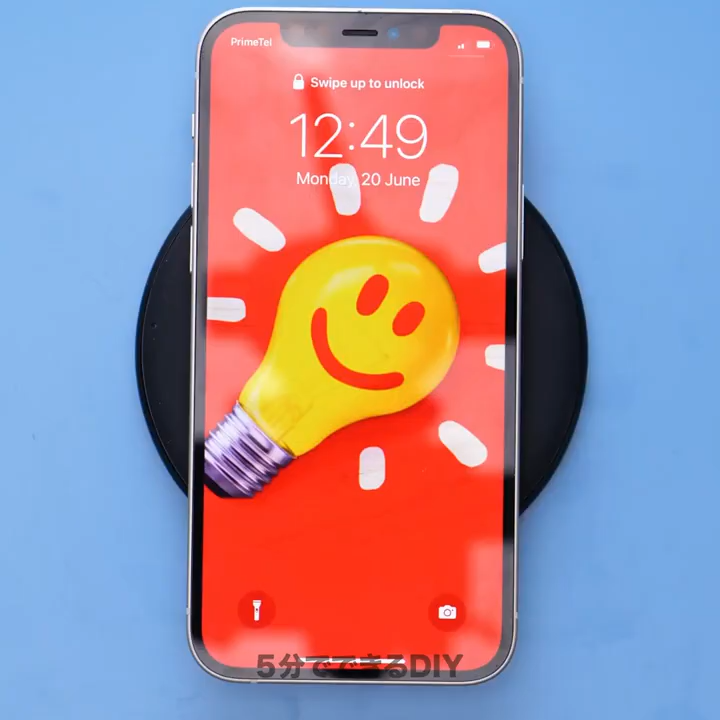 PrimeTel
Swipe up to unlock
12:49
Monday, 20 June
5分でできるDIY